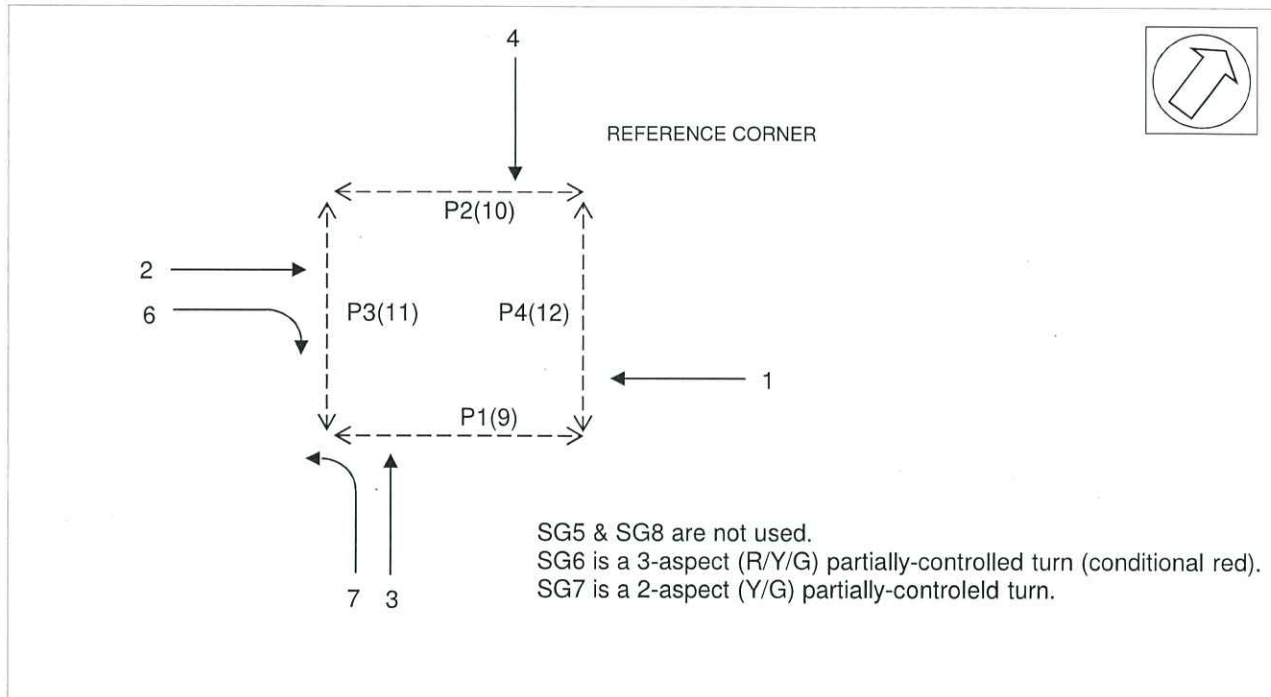 4
REFERENCE CORNER
P2(10)
2
P3(11) P4(12)
6
1
P1(9)
SG5 & SG8 are not used.
SG6 is a 3-aspect (R/Y/G) partially-controlled turn (conditional red).
SG7 is a 2-aspect (Y/G) partially-controleld turn.
7 3